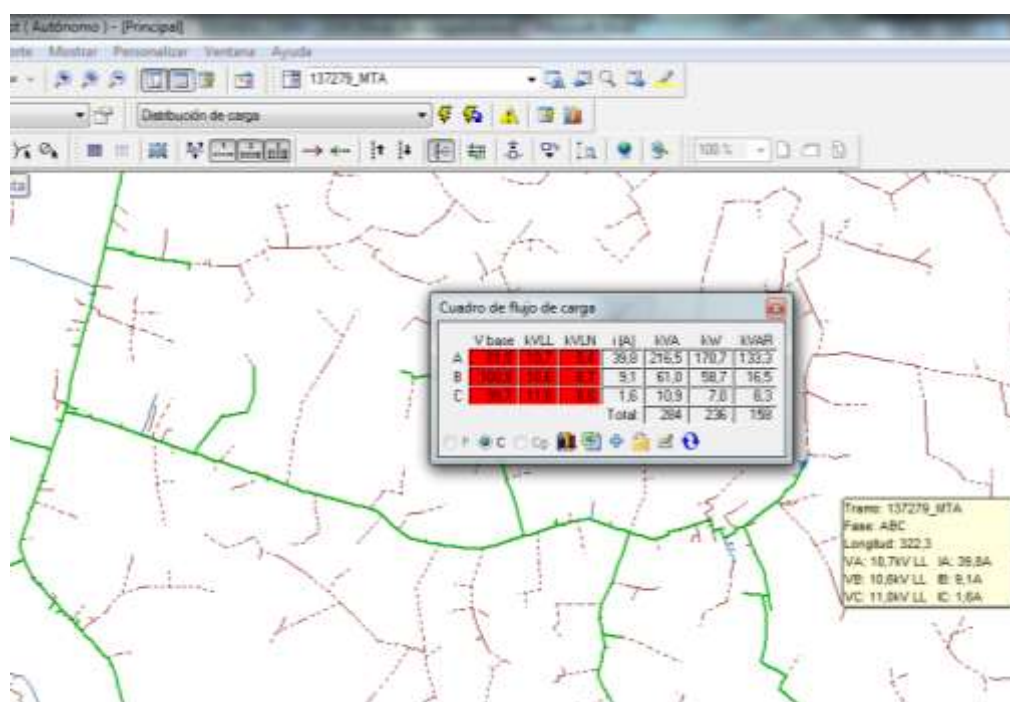 st ( Autónomo ) - [Principal]
orte Mostrar Personalizar Ventana Ayuda
137279_MTA
Distribución de carga
100 %
ta
Cuadro de flujo de carga
V base kVLL kVLN i [A] kVA kW kVAR
A 39,8 216,5 170,7 133,3
B 9,1 61,0 58,7 16,5
C 1,6 10,9 7,0 8,3
Total: 284 236 158
F C Cp
Tramo: 137279_MTA
Fase: ABC
Longitud: 322,3
VA: 10,7kV LL IA: 39,8A
VB: 10,6kV LL IB: 9,1A
VC: 11,0kV LL IC: 1,6A